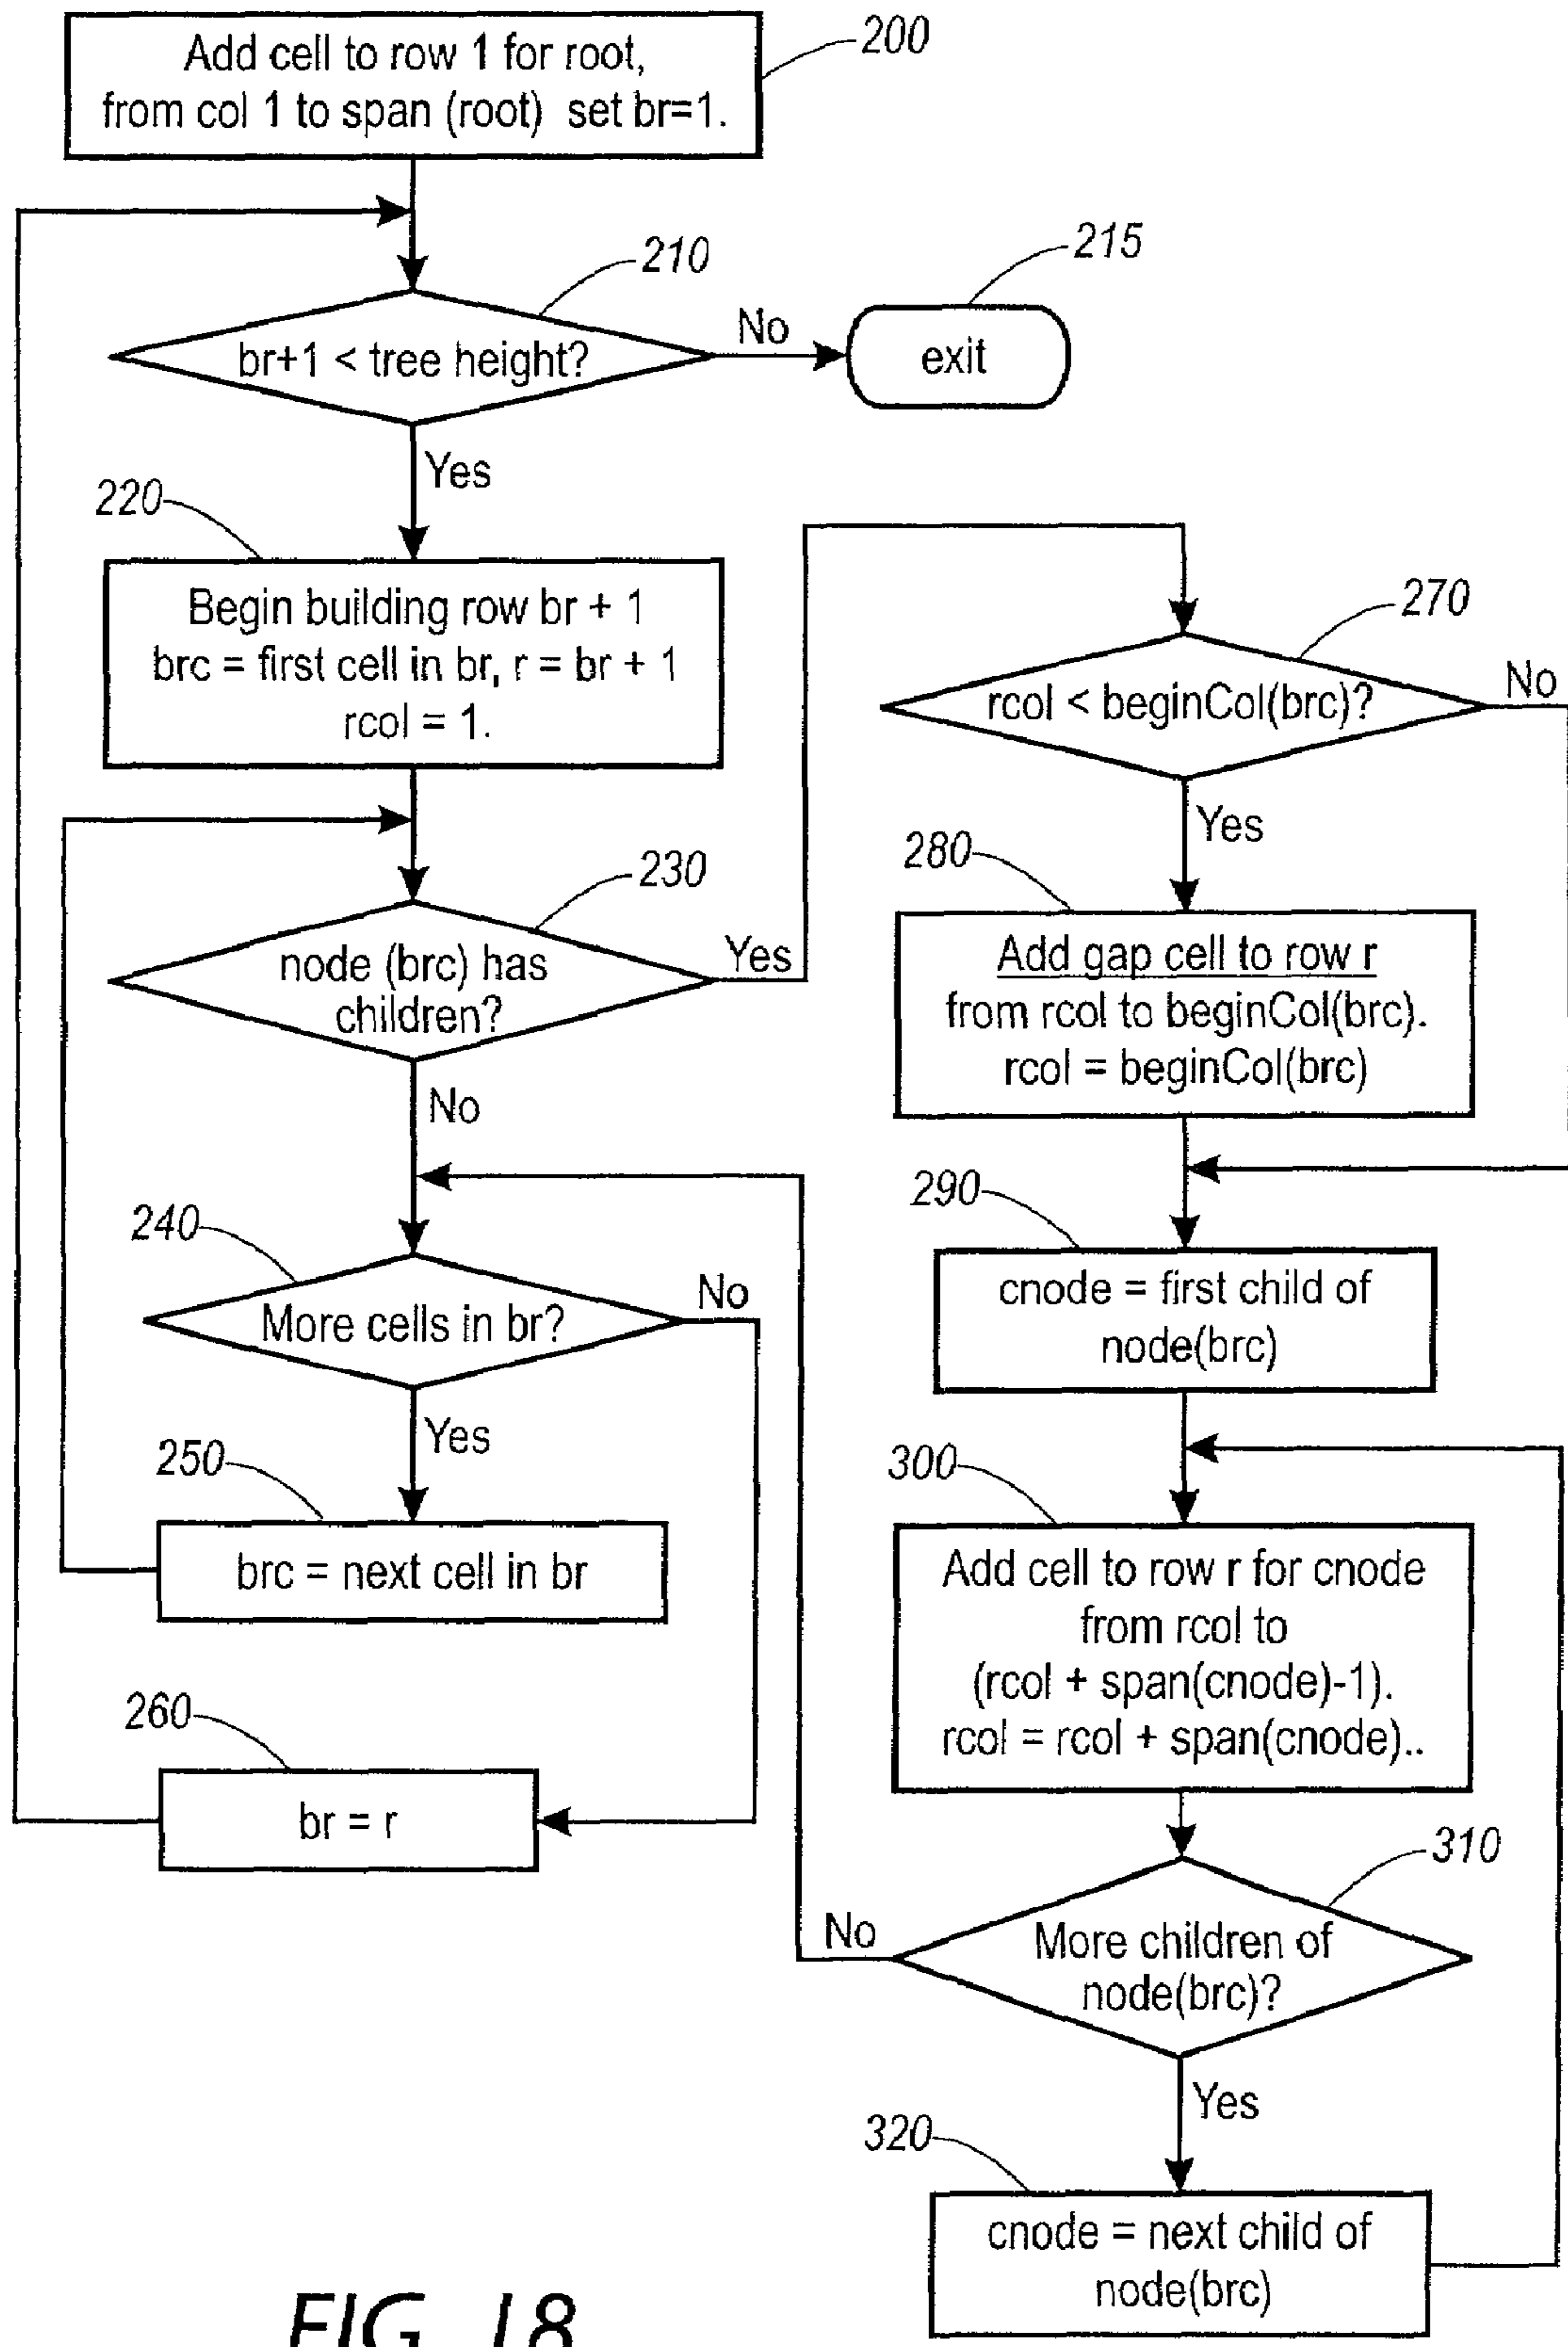 Add cell to row 1 for root,
from col 1 to span (root) set br=1.
200
210
br+1 < tree height?
No
215
exit
Yes
220
Begin building row br + 1
brc = first cell in br, r = br + 1
rcol = 1.
230
node (brc) has
children?
Yes
No
240
More cells in br?
No
Yes
250
brc = next cell in br
260
br = r
270
rcol < beginCol(brc)?
No
Yes
280
Add gap cell to row r
from rcol to beginCol(brc).
rcol = beginCol(brc)
290
cnode = first child of
node(brc)
300
Add cell to row r for cnode
from rcol to
(rcol + span(cnode)-1).
rcol = rcol + span(cnode)..
310
More children of
node(brc)?
No
Yes
320
cnode = next child of
node(brc)
FIG. 18